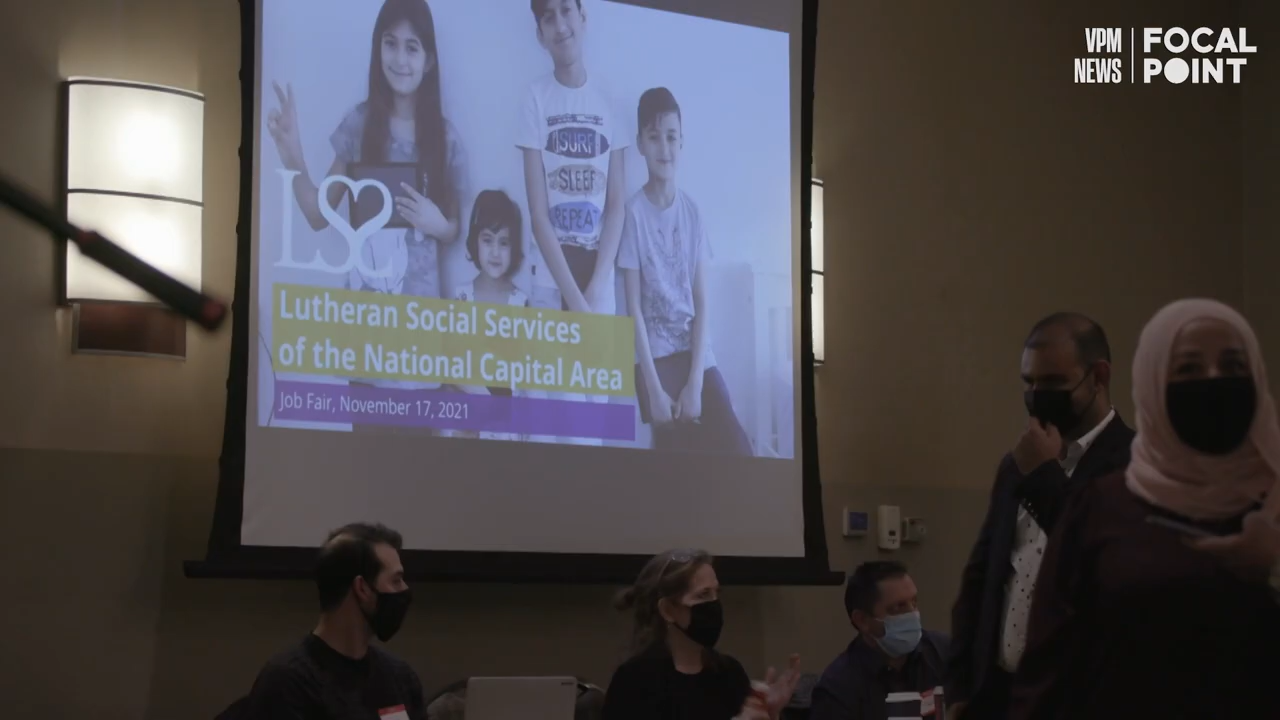 VPM NEWS
FOCAL POINT
SURF
SLEEP
REPEAT
LSS
Lutheran Social Services
of the National Capital Area
Job Fair, November 17, 2021